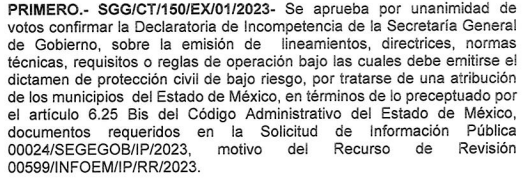 PRIMERO.- SGG/CT/150/EX/01/2023- Se aprueba por unanimidad de
votos confirmar la Declaratoria de Incompetencia de la Secretaría General
de Gobierno, sobre la emisión de lineamientos, directrices, normas
técnicas, requisitos o reglas de operación bajo las cuales debe emitirse el
dictamen de protección civil de bajo riesgo, por tratarse de una atribución
de los municipios del Estado de México, en términos de lo preceptuado por
el artículo 6.25 Bis del Código Administrativo del Estado de México,
documentos requeridos en la Solicitud de Información Pública
00024/SEGEGOB/IP/2023, motivo del Recurso de Revisión
00599/INFOEM/IP/RR/2023.